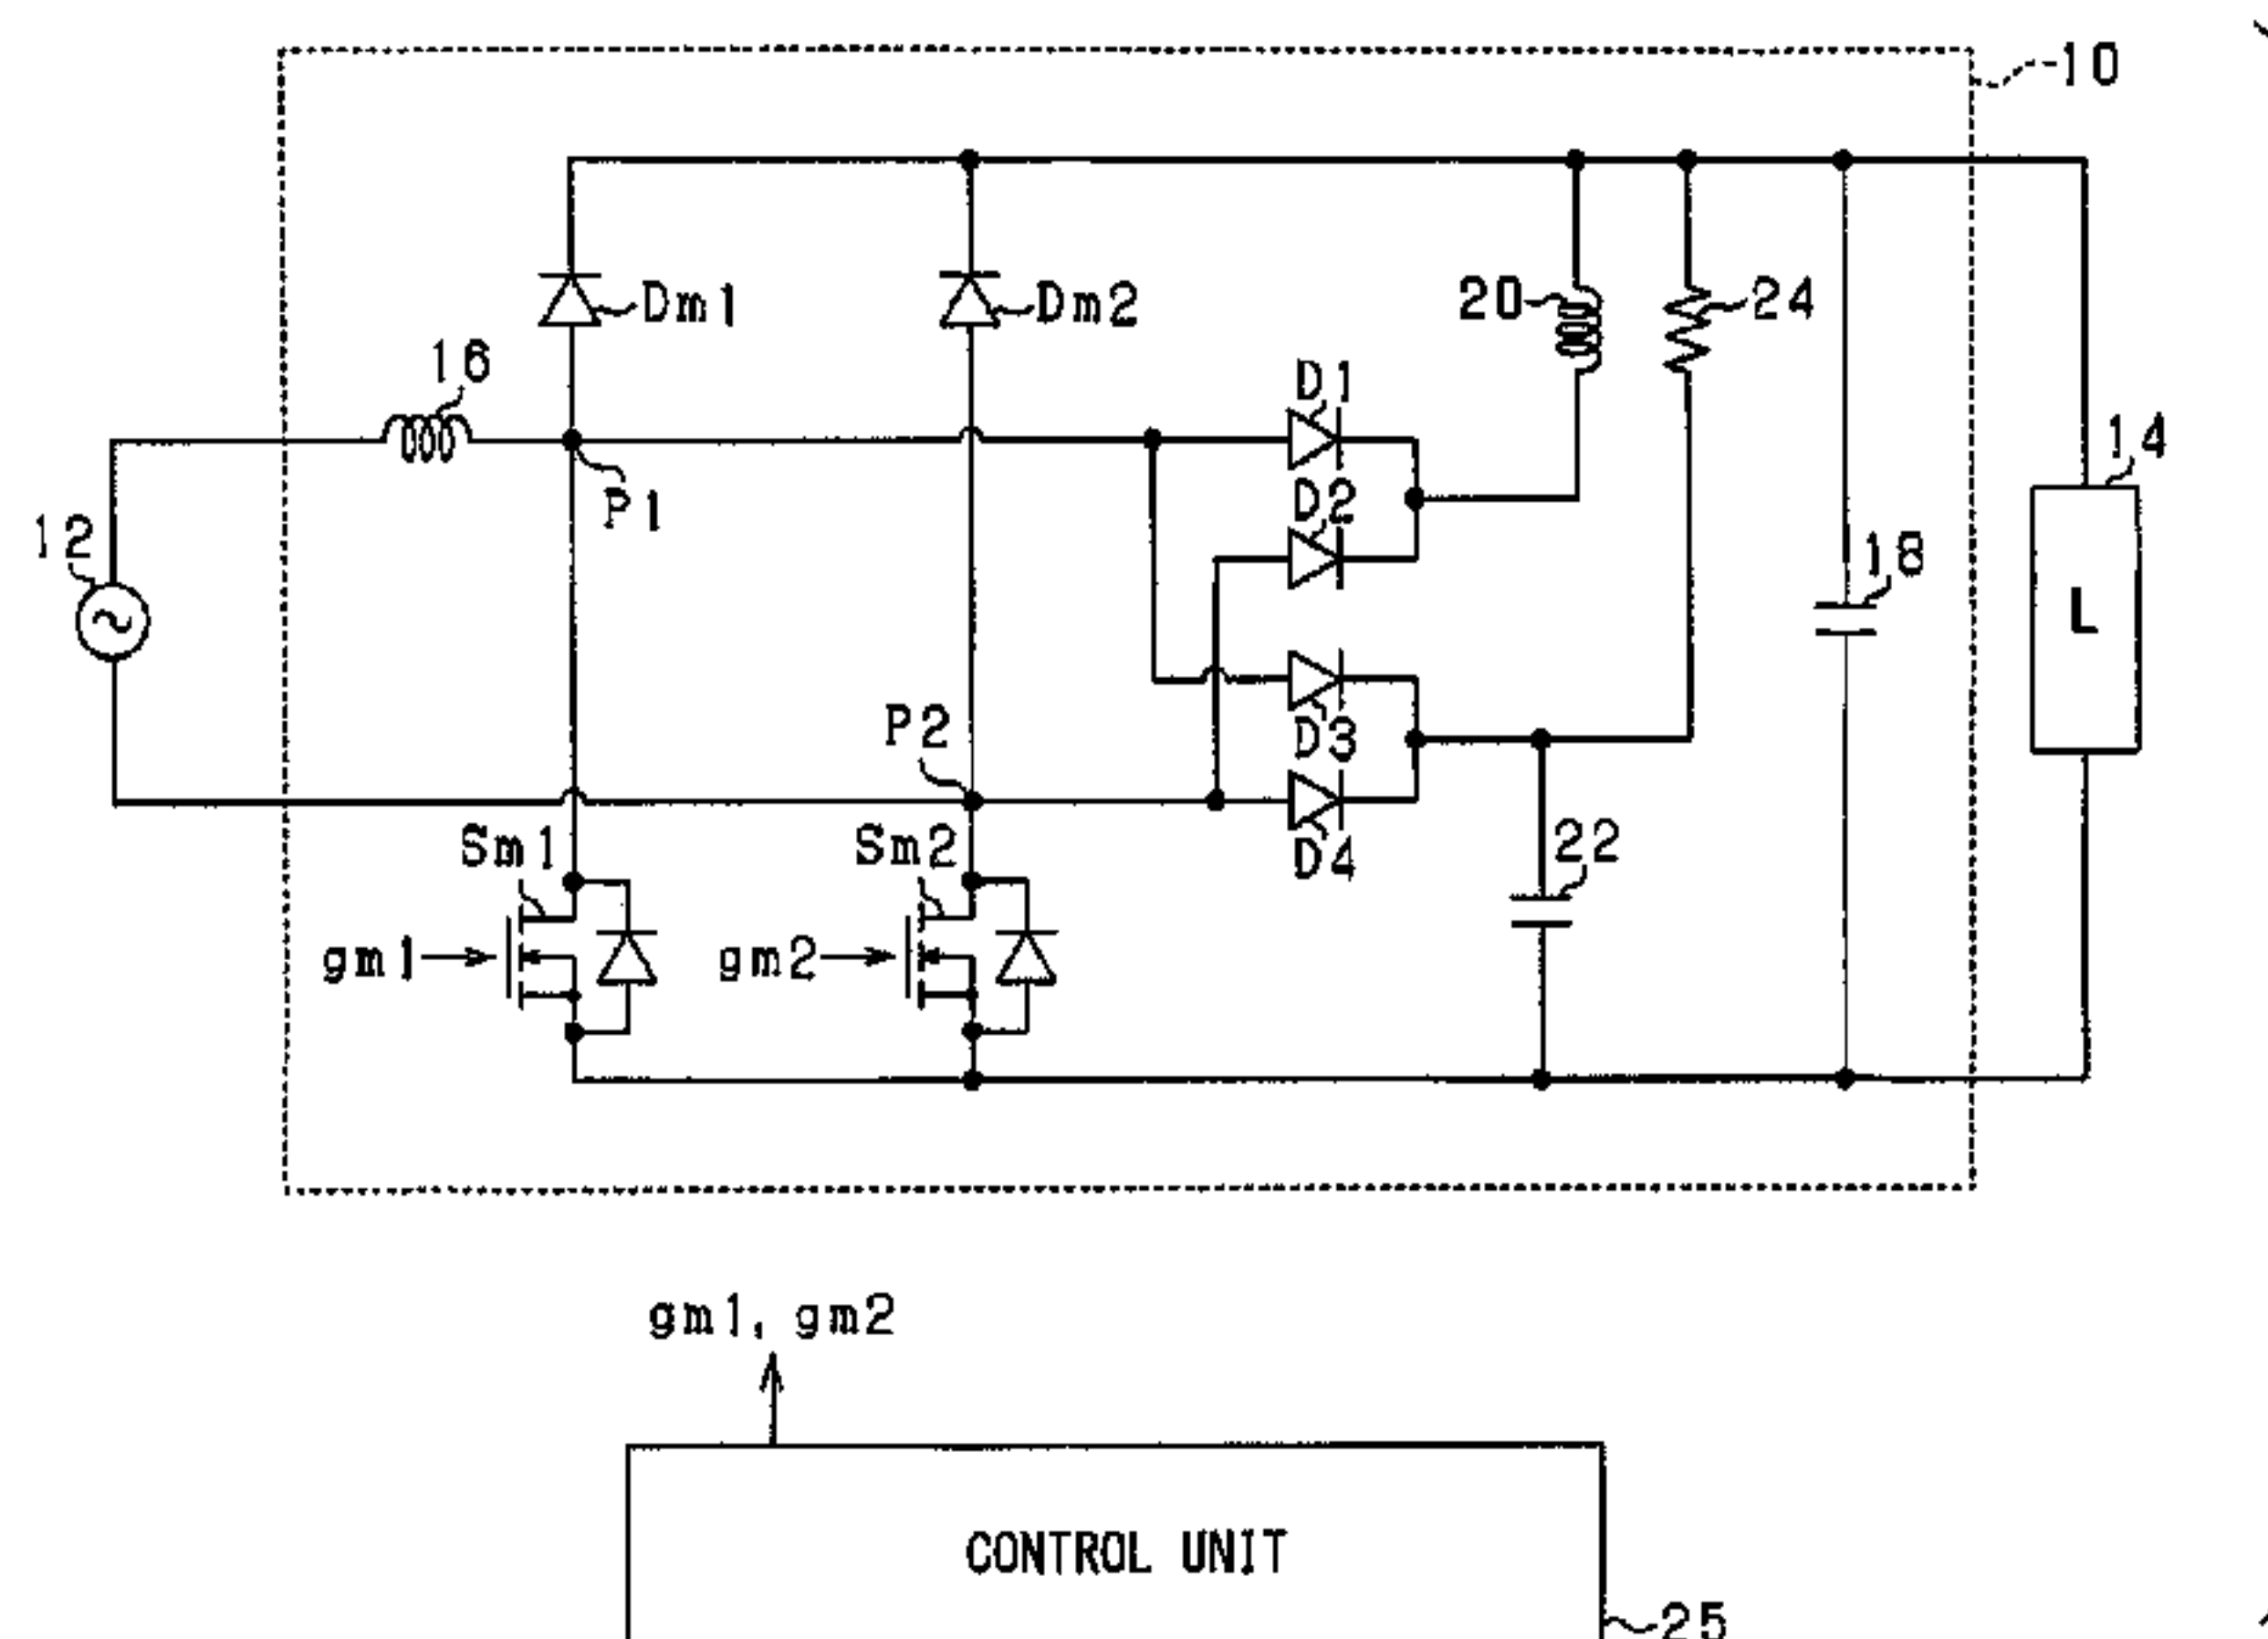 10
Dm1
Dm2
20
24
16
D1
14
P1
D2
12
18
L
P2
D3
Sm1
Sm2
D4
22
gm1
gm2
gm1, gm2
CONTROL UNIT
25